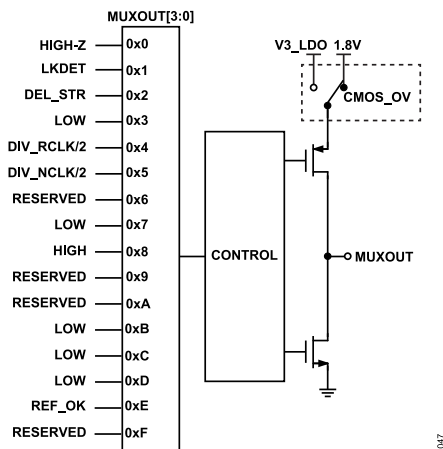 MUXOUT[3:0]
HIGH-Z 0x0
LKDET 0x1
DEL_STR 0x2
LOW 0x3
DIV_RCLK/2 0x4
DIV_NCLK/2 0x5
RESERVED 0x6
LOW 0x7
HIGH 0x8
RESERVED 0x9
RESERVED 0xA
LOW 0xB
LOW 0xC
LOW 0xD
REF_OK 0xE
RESERVED 0xF
CONTROL
V3_LDO 1.8V
CMOS_OV
MUXOUT
047